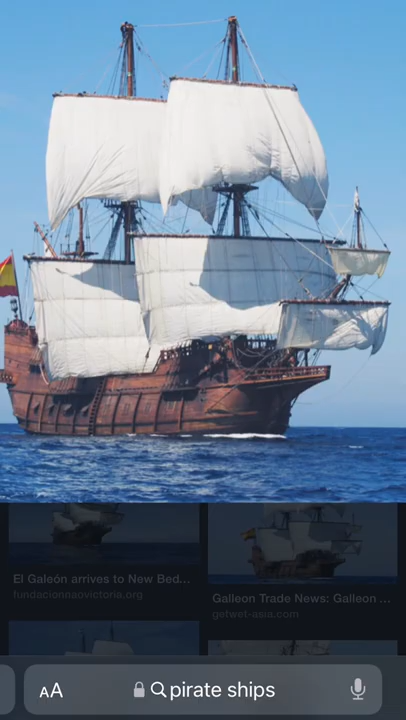 El Galeón arrives to New Bed...
fundacionnaovictoria.org
Galleon Trade News: Galleon ...
getwet-asia.com
AA
pirate ships